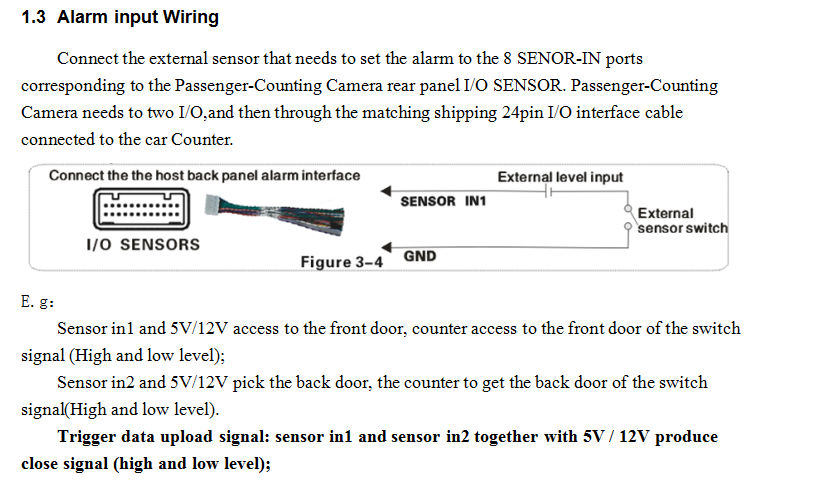 1.3 Alarm input Wiring
Connect the external sensor that needs to set the alarm to the 8 SENOR-IN ports
corresponding to the Passenger-Counting Camera rear panel I/O SENSOR. Passenger-Counting
Camera needs to two I/O,and then through the matching shipping 24pin I/O interface cable
connected to the car Counter.
Connect the the host back panel alarm interface
External level input
SENSOR IN1
External
sensor switch
I/O SENSORS
GND
Figure 3-4
E. g:
Sensor in1 and 5V/12V access to the front door, counter access to the front door of the switch
signal (High and low level);
Sensor in2 and 5V/12V pick the back door, the counter to get the back door of the switch
signal(High and low level).
Trigger data upload signal: sensor in1 and sensor in2 together with 5V / 12V produce
close signal (high and low level);